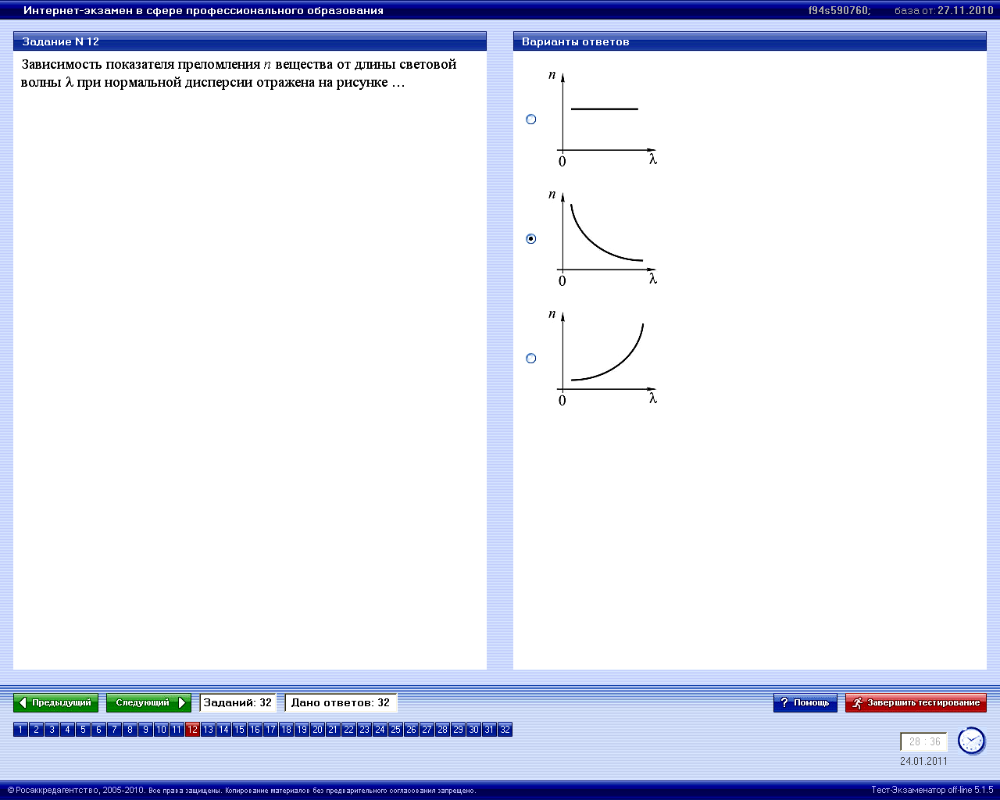 Интернет-экзамен в сфере профессионального образования
f94s590760; база от: 27.11.2010
Задание N 12
Зависимость показателя преломления n вещества от длины световой
волны λ при нормальной дисперсии отражена на рисунке …
Варианты ответов
n
0 λ
n
0 λ
n
0 λ
Предыдущий Следующий Заданий: 32 Дано ответов: 32
? Помощь Завершить тестирование
1 2 3 4 5 6 7 8 9 10 11 12 13 14 15 16 17 18 19 20 21 22 23 24 25 26 27 28 29 30 31 32
28 : 36
24.01.2011
© Росаккредагентство, 2005-2010. Все права защищены. Копирование материалов без предварительного согласования запрещено.
Тест-Экзаменатор off-line 5.1.5